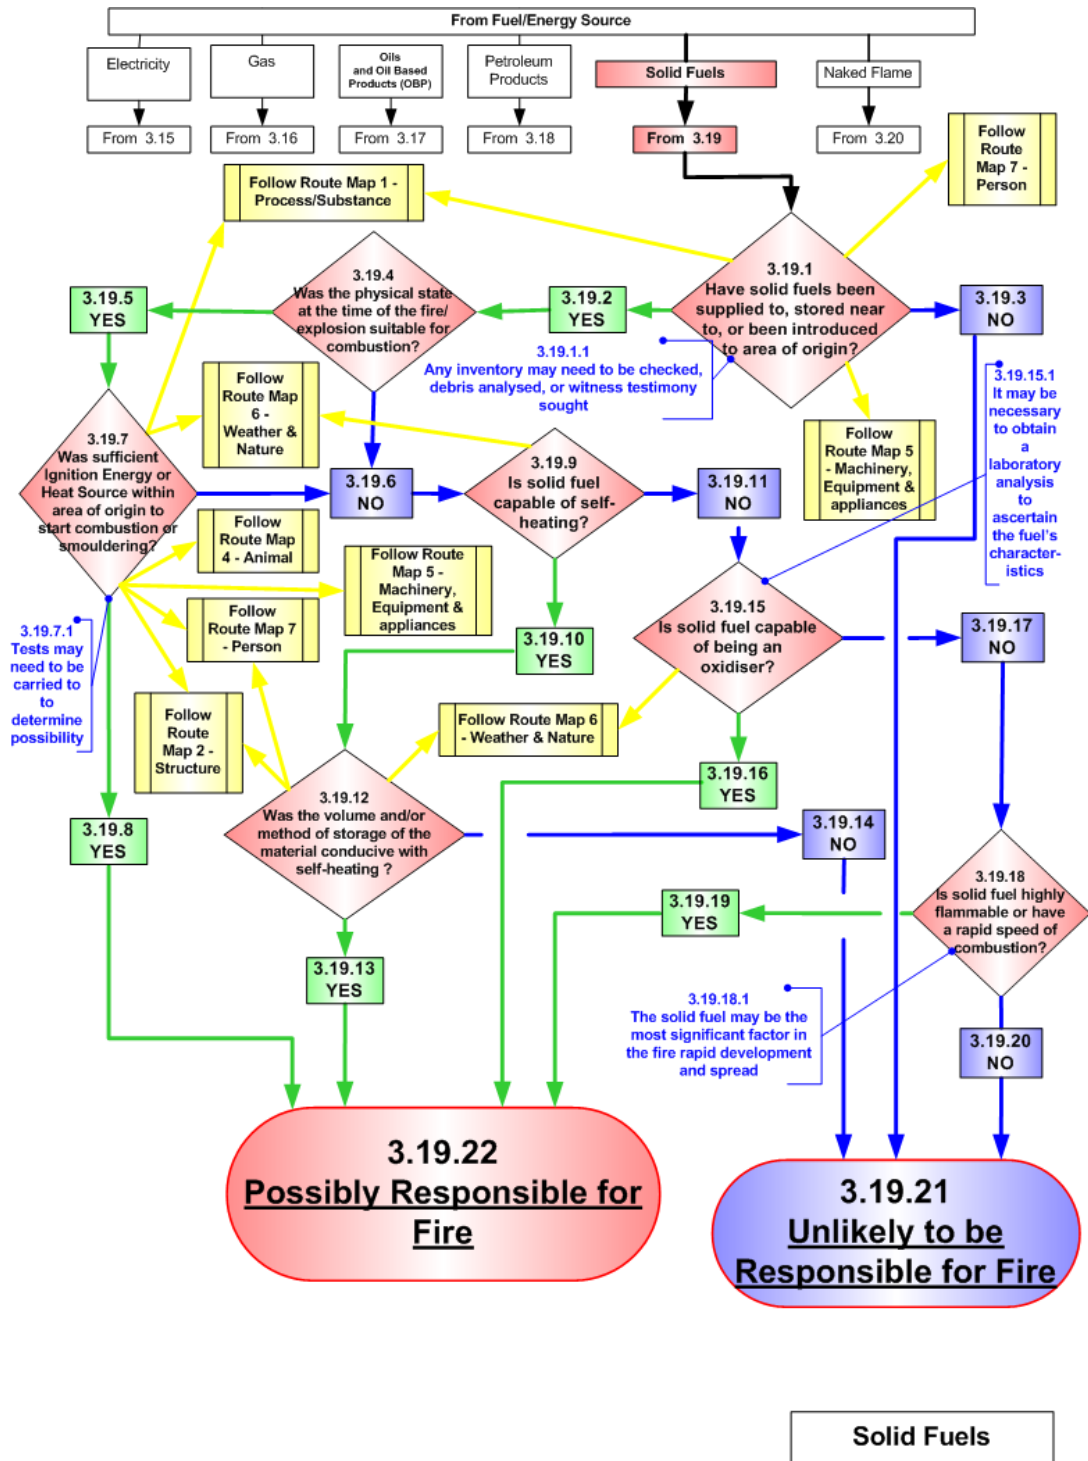 From Fuel/Energy Source
Electricity
Gas
Oils
and Oil Based
Products (OBP)
Petroleum
Products
Solid Fuels
Naked Flame
From 3.15
From 3.16
From 3.17
From 3.18
From 3.19
From 3.20
Follow
Route
Map 7 -
Person
Follow Route Map 1 -
Process/Substance
3.19.1
Have solid fuels been
supplied to, stored near
to, or been introduced
to area of origin?
3.19.2
YES
3.19.3
NO
3.19.4
Was the physical state
at the time of the fire/
explosion suitable for
combustion?
3.19.5
YES
3.19.1.1
Any inventory may need to be checked,
debris analysed, or witness testimony
sought
3.19.15.1
It may be
necessary
to obtain
a
laboratory
analysis
to
ascertain
the fuel's
character-
istics
Follow
Route Map
6 -
Weather &
Nature
Follow
Route Map 5
- Machinery,
Equipment &
appliances
3.19.7
Was sufficient
Ignition Energy or
Heat Source within
area of origin to
start combustion or
smouldering?
3.19.6
NO
3.19.9
Is solid fuel
capable of self-
heating?
3.19.11
NO
Follow
Route Map
4 - Animal
Follow Route
Map 5 -
Machinery,
Equipment &
appliances
3.19.10
YES
3.19.15
Is solid fuel capable
of being an
oxidiser?
3.19.17
NO
3.19.7.1
Tests may
need to be
carried to
to
determine
possibility
Follow
Route Map 7
- Person
Follow
Route
Map 2 -
Structure
Follow Route Map 6
- Weather & Nature
3.19.16
YES
3.19.8
YES
3.19.12
Was the volume and/or
method of storage of the
material conducive with
self-heating ?
3.19.14
NO
3.19.18
Is solid fuel highly
flammable or have
a rapid speed of
combustion?
3.19.19
YES
3.19.13
YES
3.19.18.1
The solid fuel may be the
most significant factor in
the fire rapid development
and spread
3.19.20
NO
3.19.22
Possibly Responsible for
Fire
3.19.21
Unlikely to be
Responsible for Fire
Solid Fuels